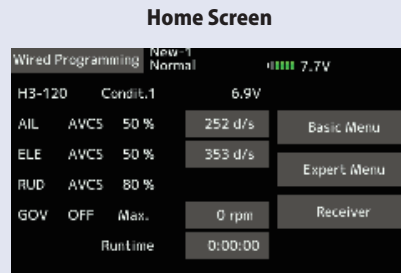 Home Screen
Wired Programming New-1 Normal 7.7V
H3-120 Condit.1 6.9V
AIL AVCS 50 % 252 d/s Basic Menu
ELE AVCS 50 % 353 d/s Expert Menu
RUD AVCS 80 %
GOV OFF Max. 0 rpm Receiver
Runtime 0:00:00